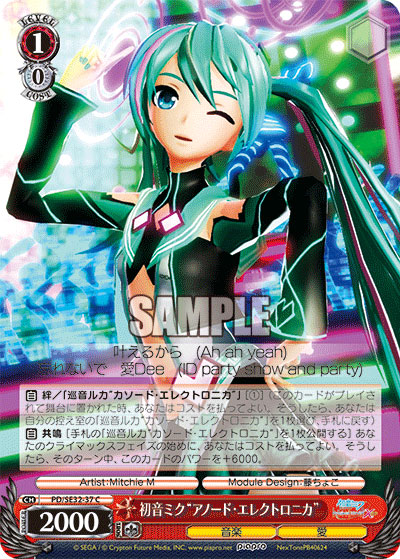 LEVEL
1
0
COST
SAMPLE
叶えるから (Ah ah yeah)
忘れないで 愛Dee (ID party show and party)
自 絆／「巡音ルカ"カソード・エレクトロニカ"」 [(0)] (このカードがプレイされて舞台に置かれた時、あなたはコストを払ってよい。そうしたら、あなたは自分の控え室の「巡音ルカ"カソード・エレクトロニカ"」を1枚選び、手札に戻す)
自 共鳴 [手札の「巡音ルカ"カソード・エレクトロニカ"」を1枚公開する] あなたのクライマックスフェイズの始めに、あなたはコストを払ってよい。そうしたら、そのターン中、このカードのパワーを+6000。
Artist:Mitchie M
Module Design:藤ちょこ
CH
PD/SE32-37 C
2000
初音ミク"アノード・エレクトロニカ"
音楽
愛
© SEGA / © Crypton Future Media, INC. www.piapro.net piapro NexTonePB40624